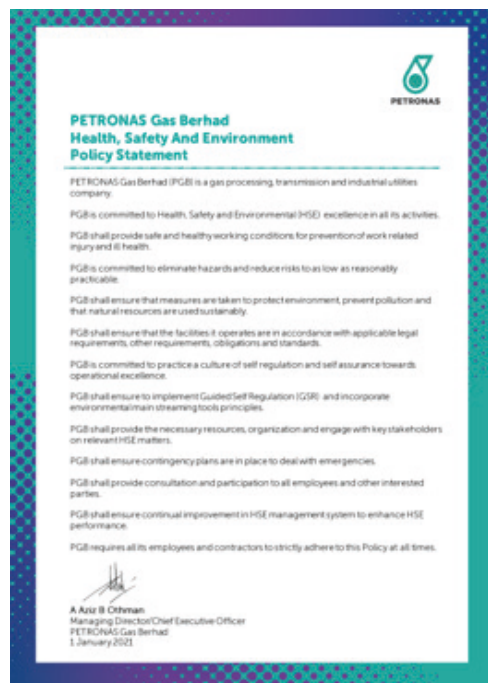 PETRONAS
PETRONAS Gas Berhad
Health, Safety And Environment
Policy Statement
PETRONAS Gas Berhad (PGB) is a gas processing, transmission and industrial utilities
company.
PGB is committed to Health, Safety and Environmental (HSE) excellence in all its activities.
PGB shall provide safe and healthy working conditions for prevention of work related
injury and ill health.
PGB is committed to eliminate hazards and reduce risks to as low as reasonably
practicable.
PGB shall ensure that measures are taken to protect environment, prevent pollution and
that natural resources are used sustainably.
PGB shall ensure that the facilities it operates are in accordance with applicable legal
requirements, other requirements, obligations and standards.
PGB is committed to practice a culture of self regulation and self assurance towards
operational excellence.
PGB shall ensure to implement Guided Self Regulation (GSR) and incorporate
environmental main streaming tools principles.
PGB shall provide the necessary resources, organization and engage with key stakeholders
on relevant HSE matters.
PGB shall ensure contingency plans are in place to deal with emergencies.
PGB shall provide consultation and participation to all employees and other interested
parties.
PGB shall ensure continual improvement in HSE management system to enhance HSE
performance.
PGB requires all its employees and contractors to strictly adhere to this Policy at all times.
A Aziz B Othman
Managing Director/Chief Executive Officer
PETRONAS Gas Berhad
1 January 2021